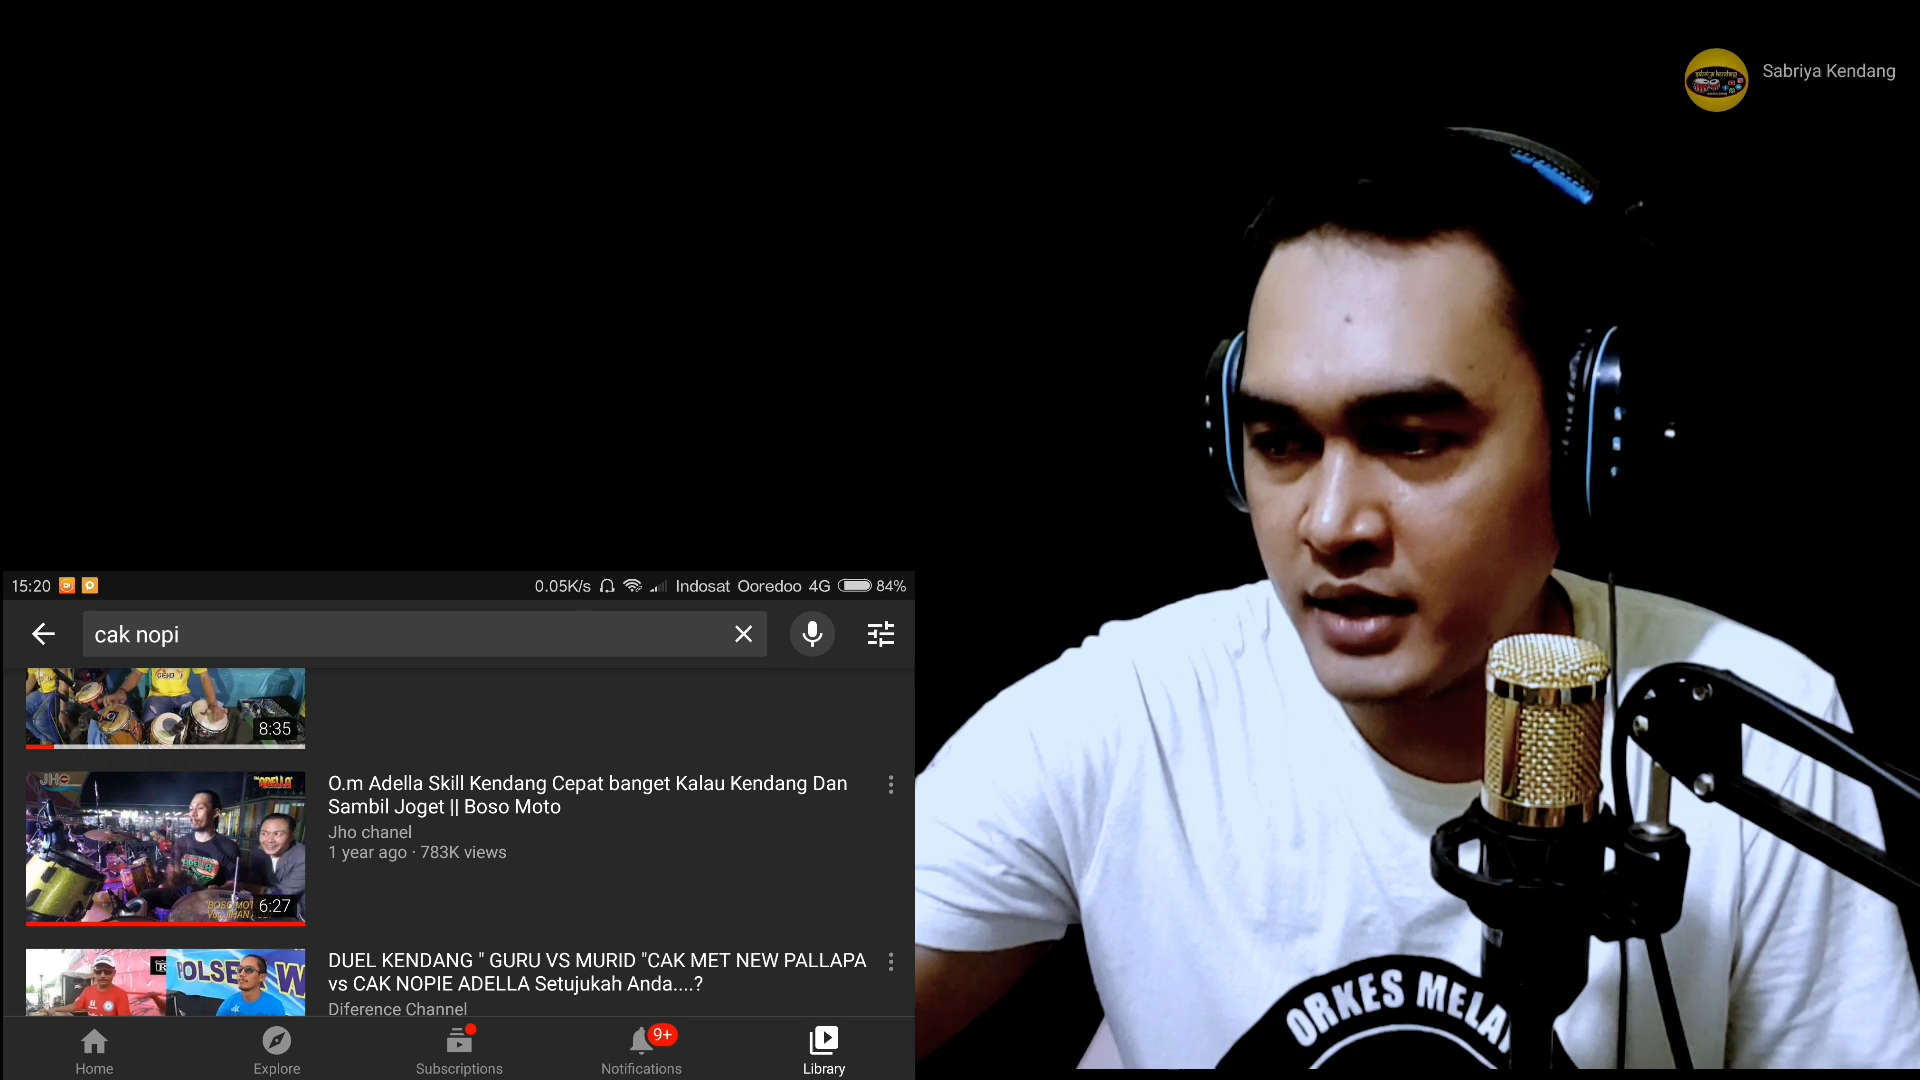 Sabriya Kendang
15:20
0.05K/s Indosat Ooredoo 4G 84%
cak nopi
8:35
O.m Adella Skill Kendang Cepat banget Kalau Kendang Dan
Sambil Joget || Boso Moto
Jho chanel
1 year ago · 783K views
ADELLA
6:27
DUEL KENDANG " GURU VS MURID "CAK MET NEW PALLAPA
vs CAK NOPIE ADELLA Setujukah Anda....?
Diference Channel
9+
Home
Explore
Subscriptions
Notifications
Library
ORKES MELA